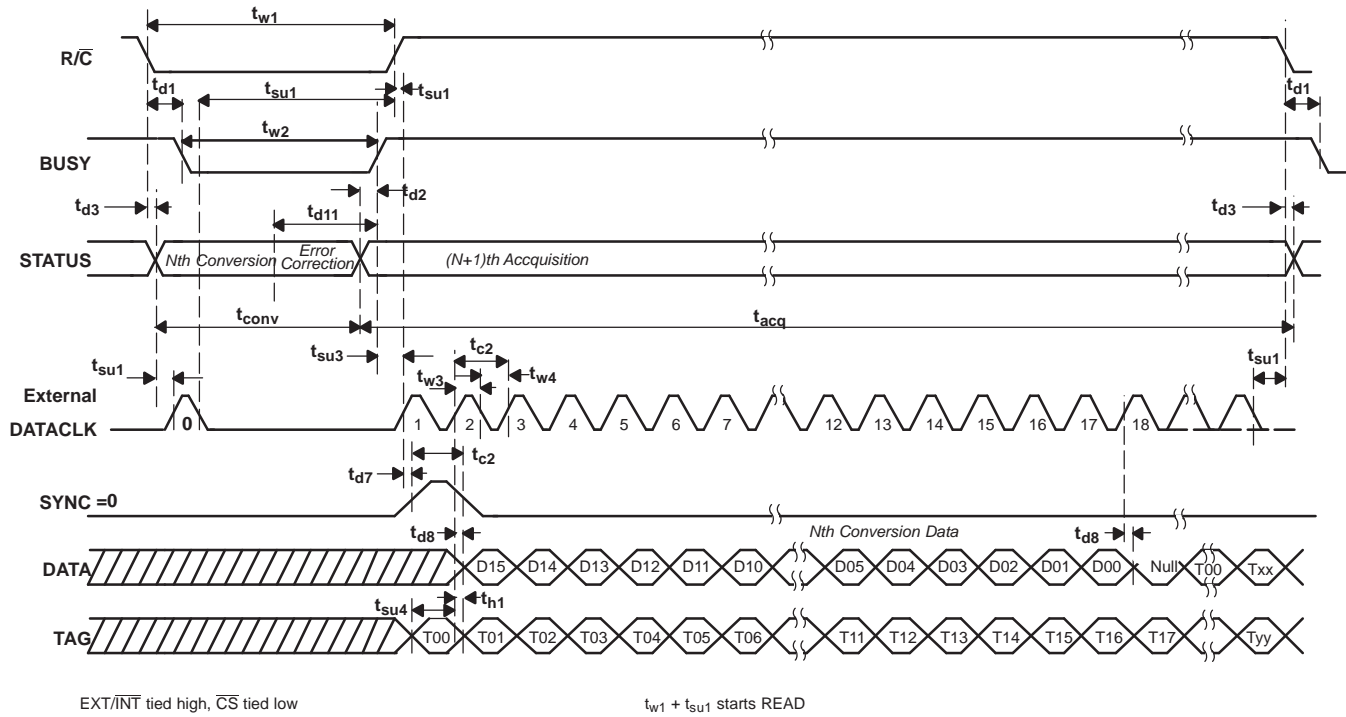 tw1
R/C
td1
tsu1
tsu1
td1
tw2
BUSY
td2
td3
td11
td3
STATUS
Nth Conversion
Error
Correction
(N+1)th Accquisition
tconv
tacq
tsu1
tsu3
tc2
tw3
tw4
tsu1
External
DATACLK
0 1 2 3 4 5 6 7 12 13 14 15 16 17 18
tc2
td7
SYNC =0
td8
Nth Conversion Data
td8
DATA
D15 D14 D13 D12 D11 D10 D05 D04 D03 D02 D01 D00 Null T00 Txx
tsu4
th1
TAG
T00 T01 T02 T03 T04 T05 T06 T11 T12 T13 T14 T15 T16 T17 Tyy
EXT/INT tied high, CS tied low
tw1 + tsu1 starts READ